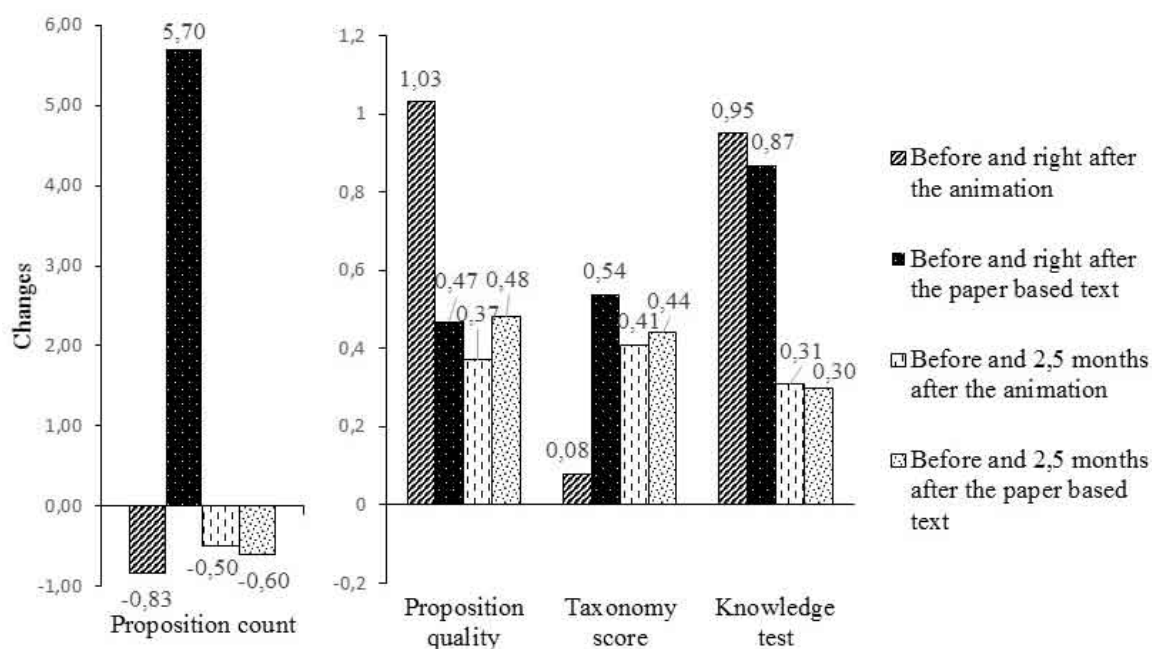 Changes
6,00
5,00
4,00
3,00
2,00
1,00
0,00
-1,00
5,70
-0,83
-0,50
-0,60
Proposition count
1,2
1
0,8
0,6
0,4
0,2
0
-0,2
1,03
0,47
0,37
0,48
0,08
0,54
0,41
0,44
0,95
0,87
0,31
0,30
Proposition
quality
Taxonomy
score
Knowledge
test
Before and right after
the animation
Before and right after
the paper based text
Before and 2,5 months
after the animation
Before and 2,5 months
after the paper based
text